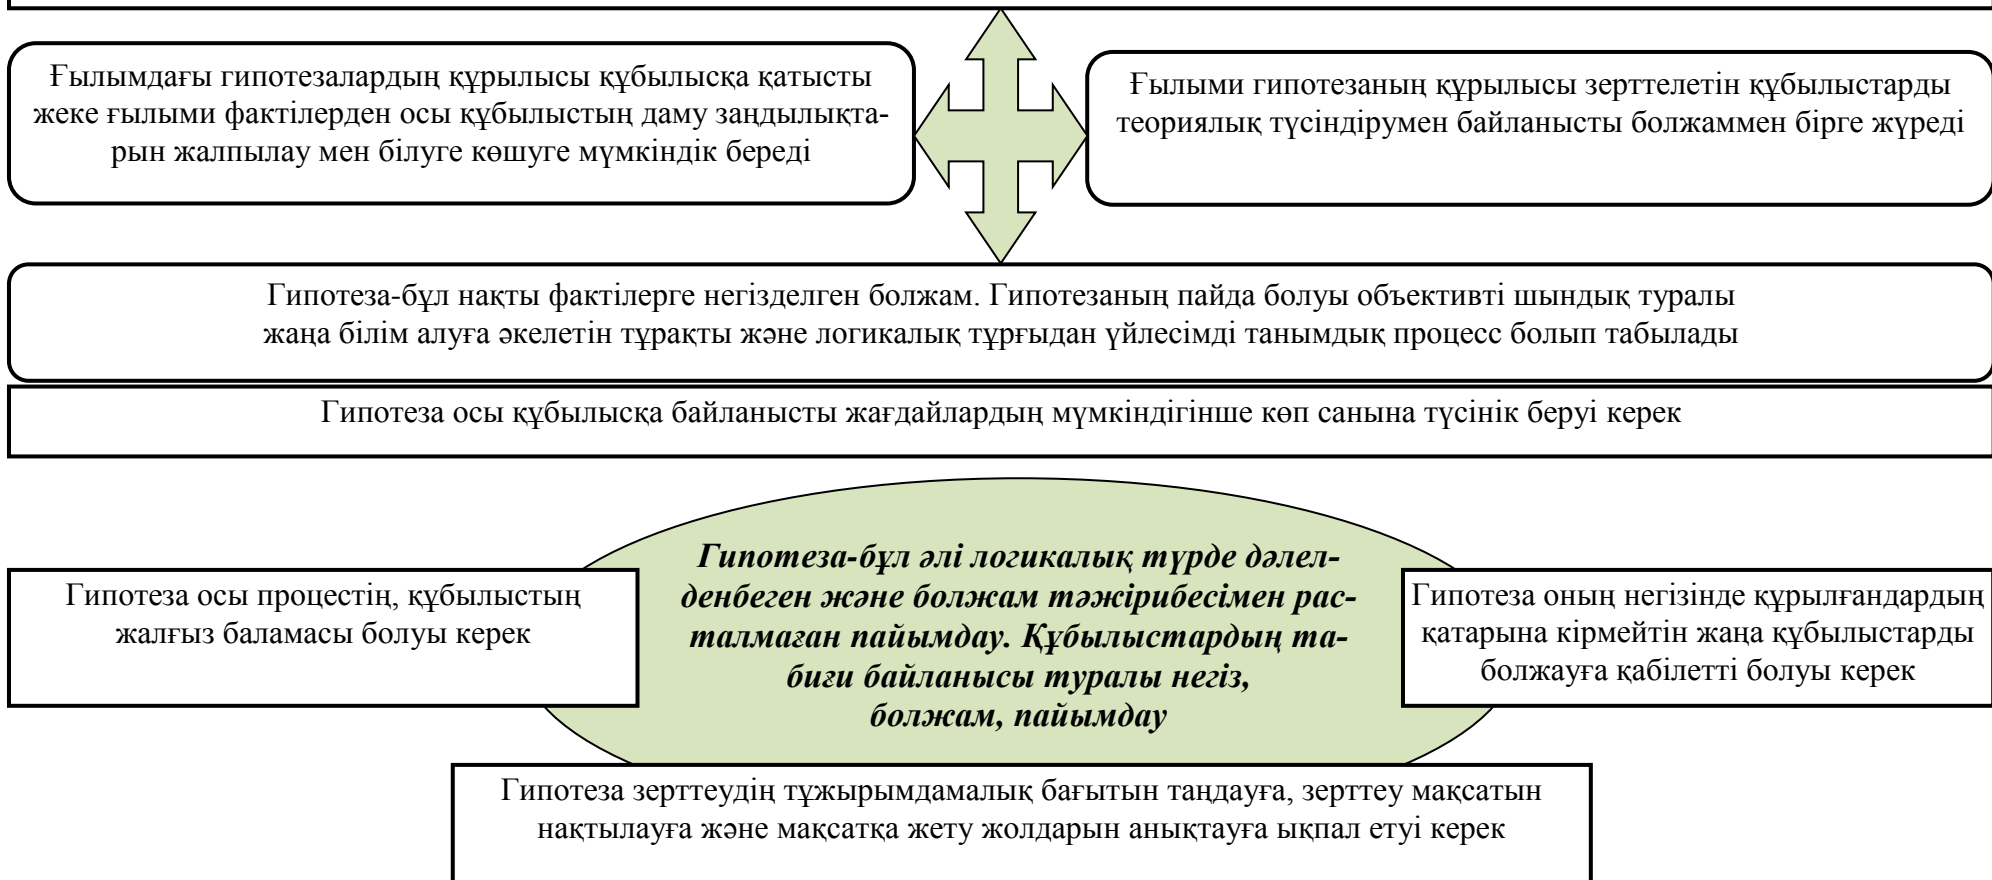 Ғылымдағы гипотезалардың құрылысы құбылысқа қатысты
жеке ғылыми фактілерден осы құбылыстың даму заңдылықта-
рын жалпылау мен білуге көшуге мүмкіндік береді
Ғылыми гипотезаның құрылысы зерттелетін құбылыстарды
теориялық түсіндірумен байланысты болжаммен бірге жүреді
Гипотеза-бұл нақты фактілерге негізделген болжам. Гипотезаның пайда болуы объективті шындық туралы
жаңа білім алуға әкелетін тұрақты және логикалық тұрғыдан үйлесімді танымдық процесс болып табылады
Гипотеза осы құбылысқа байланысты жағдайлардың мүмкіндігінше көп санына түсінік беруі керек
Гипотеза-бұл әлі логикалық түрде дәлел-
денбеген және болжам тәжірибесімен рас-
талмаған пайымдау. Құбылыстардың та-
биғи байланысы туралы негіз,
болжам, пайымдау
Гипотеза осы процестің, құбылыстың
жалғыз баламасы болуы керек
Гипотеза оның негізінде құрылғандардың
қатарына кірмейтін жаңа құбылыстарды
болжауға қабілетті болуы керек
Гипотеза зерттеудің тұжырымдамалық бағытын таңдауға, зерттеу мақсатын
нақтылауға және мақсатқа жету жолдарын анықтауға ықпал етуі керек